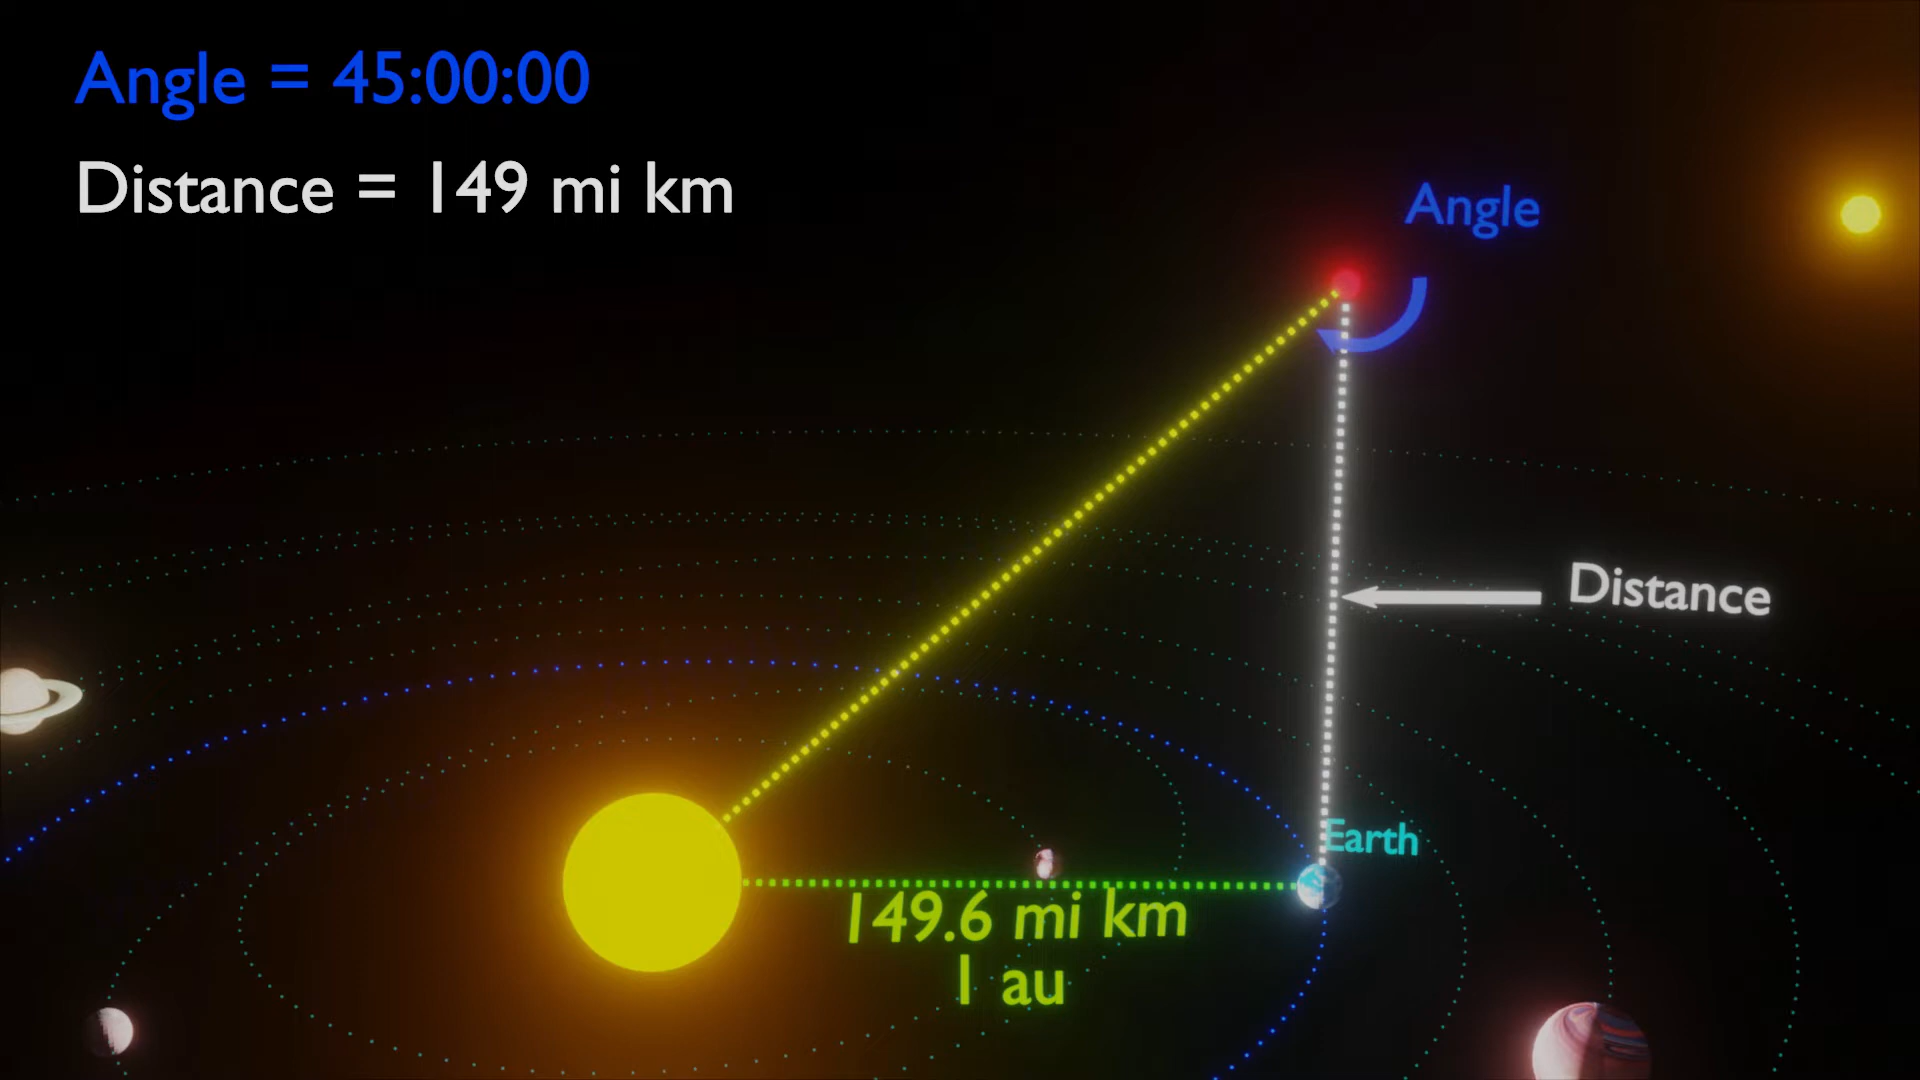 Angle = 45:00:00
Distance = 149 mi km
Angle
Distance
Earth
149.6 mi km
1 au